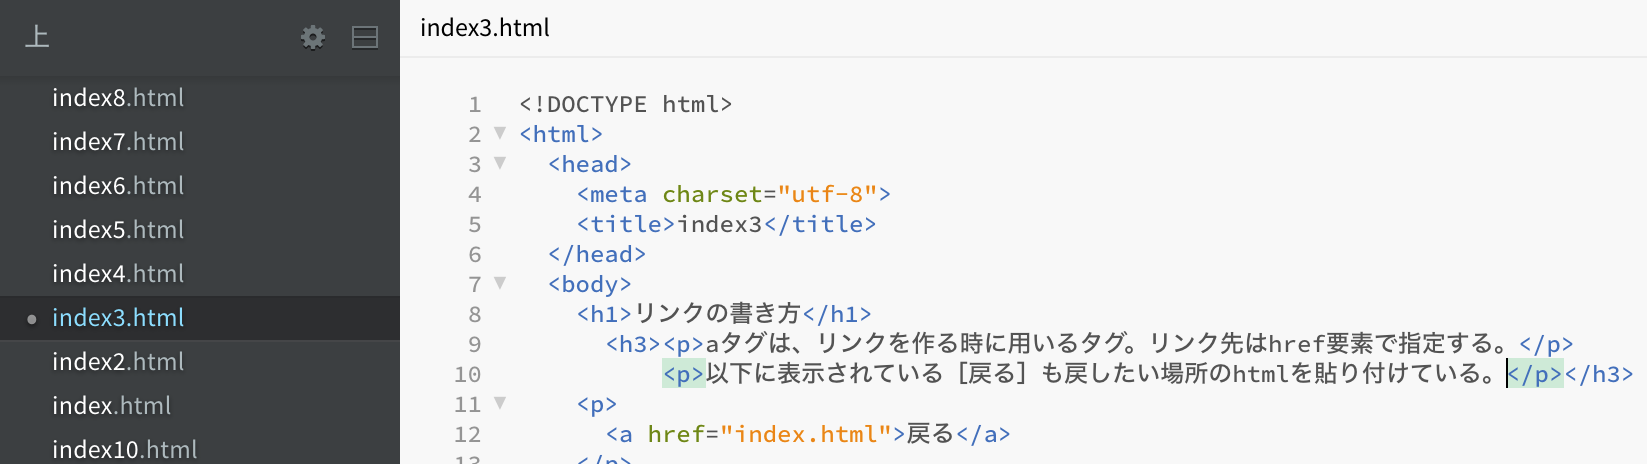 上
index8.html
index7.html
index6.html
index5.html
index4.html
index3.html
index2.html
index.html
index10.html
index3.html
1 <!DOCTYPE html>
2 <html>
3 <head>
4 <meta charset="utf-8">
5 <title>index3</title>
6 </head>
7 <body>
8 <h1>リンクの書き方</h1>
9 <h3><p>aタグは、リンクを作る時に用いるタグ。リンク先はhref要素で指定する。</p>
10 <p>以下に表示されている［戻る］も戻したい場所のhtmlを貼り付けている。</p></h3>
11 <p>
12 <a href="index.html">戻る</a>
13 </p>